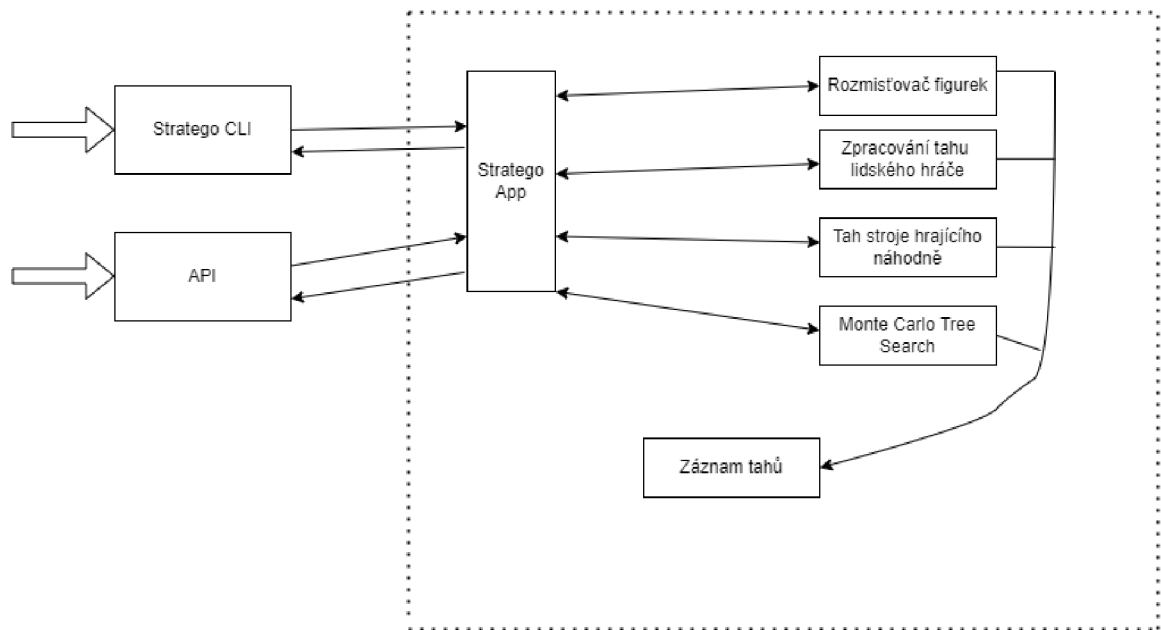 Stratego CLI
API
Stratego
App
Rozmisťovač figurek
Zpracování tahu
lidského hráče
Tah stroje hrajícího
náhodně
Monte Carlo Tree
Search
Záznam tahů